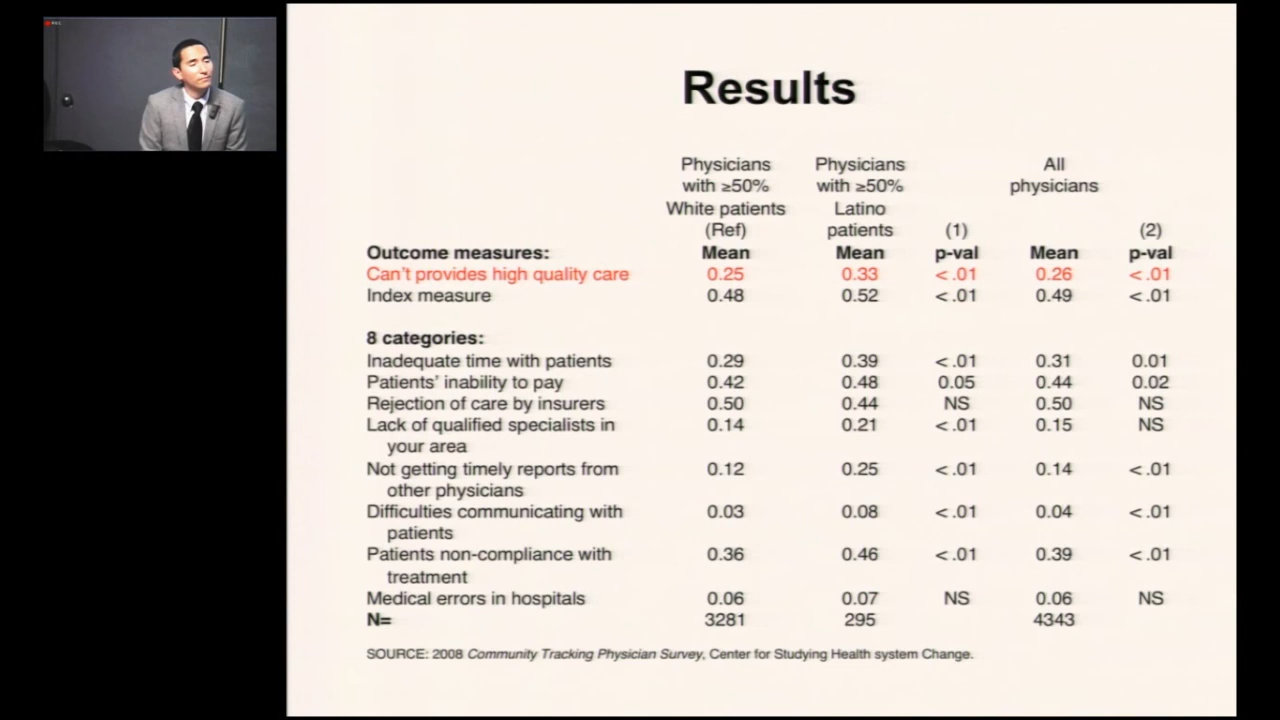 Results
Physicians with ≥50% White patients (Ref) Physicians with ≥50% Latino patients (1) All physicians (2)
Outcome measures: Mean Mean p-val Mean p-val
Can't provides high quality care 0.25 0.33 <.01 0.26 <.01
Index measure 0.48 0.52 <.01 0.49 <.01
8 categories:
Inadequate time with patients 0.29 0.39 <.01 0.31 0.01
Patients' inability to pay 0.42 0.48 0.05 0.44 0.02
Rejection of care by insurers 0.50 0.44 NS 0.50 NS
Lack of qualified specialists in 0.14 0.21 <.01 0.15 NS
your area
Not getting timely reports from 0.12 0.25 <.01 0.14 <.01
other physicians
Difficulties communicating with 0.03 0.08 <.01 0.04 <.01
patients
Patients non-compliance with 0.36 0.46 <.01 0.39 <.01
treatment
Medical errors in hospitals 0.06 0.07 NS 0.06 NS
N= 3281 295 4343
SOURCE: 2008 Community Tracking Physician Survey, Center for Studying Health system Change.